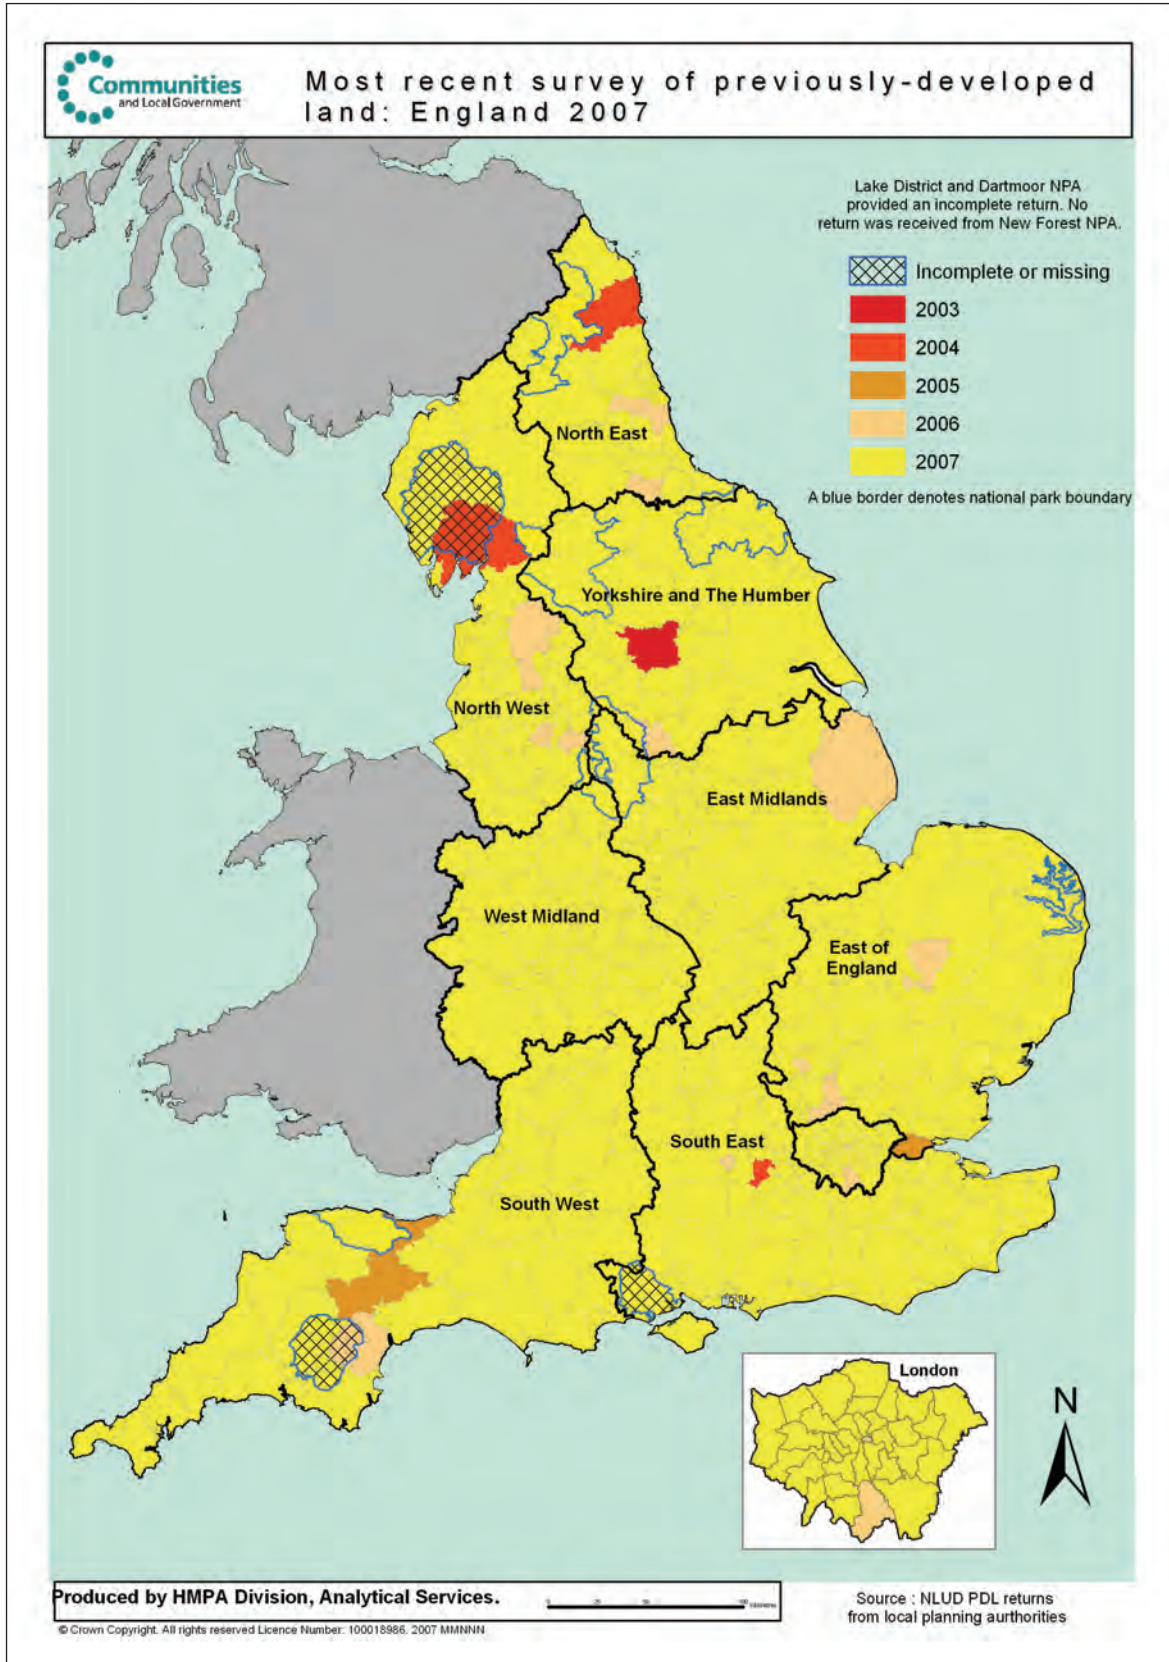 Communities
and Local Government
Most recent survey of previously-developed
land: England 2007
Lake District and Dartmoor NPA
provided an incomplete return. No
return was received from New Forest NPA.
Incomplete or missing
2003
2004
2005
2006
2007
A blue border denotes national park boundary
North East
Yorkshire and The Humber
North West
East Midlands
West Midland
East of
England
South East
South West
London
N
Produced by HMPA Division, Analytical Services.
0
100
Source : NLUD PDL returns
from local planning aurthorities
© Crown Copyright. All rights reserved Licence Number: 100018986. 2007 MMNNN